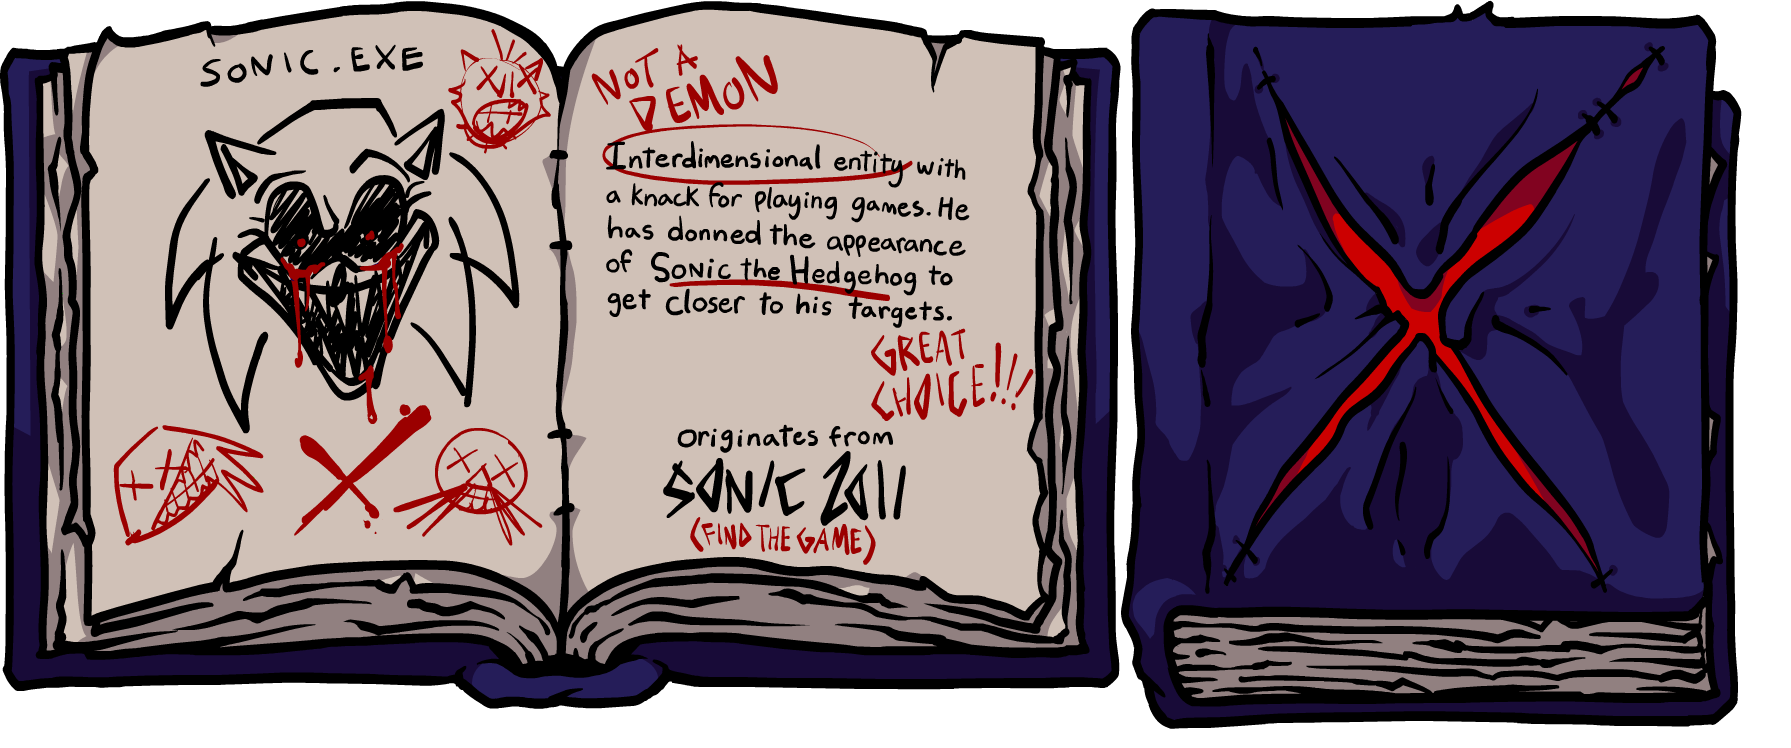 SONIC.EXE
NOT A
DEMON
Interdimensional entity with
a knack for playing games. He
has donned the appearance
of Sonic the Hedgehog to
get closer to his targets.
GREAT
CHOICE!!!
Originates from
SONIC 2011
(FIND THE GAME)